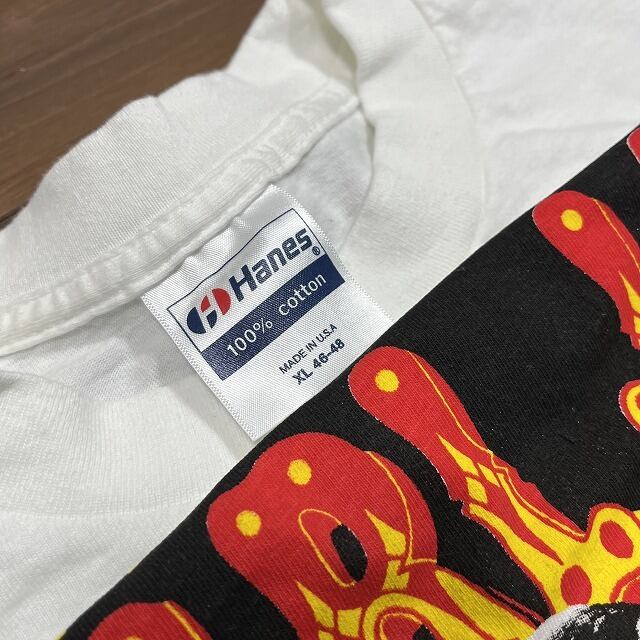 Hanes®
100% cotton
MADE IN U.S.A
XL 46-48